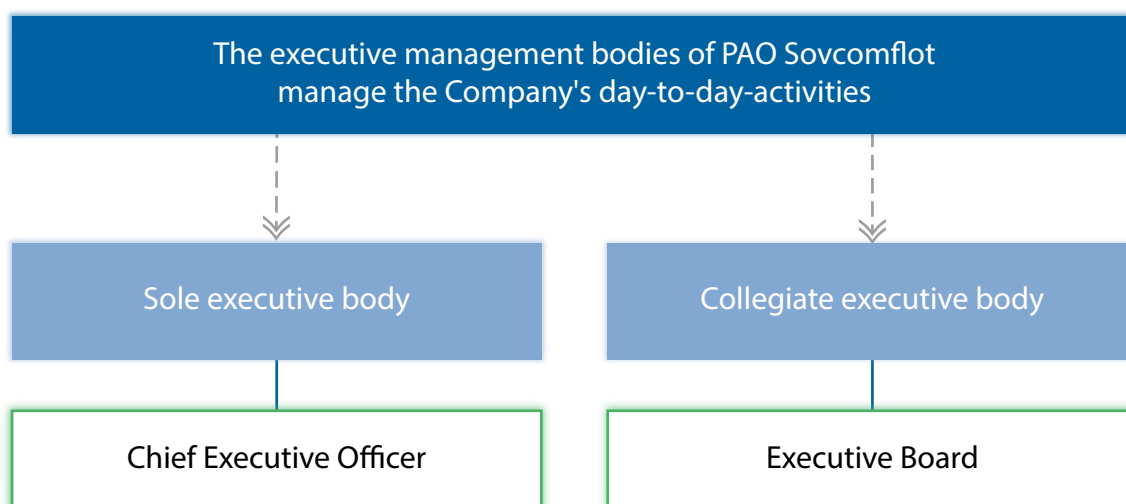 The executive management bodies of PAO Sovcomflot
manage the Company's day-to-day-activities
Sole executive body
Collegiate executive body
Chief Executive Officer
Executive Board